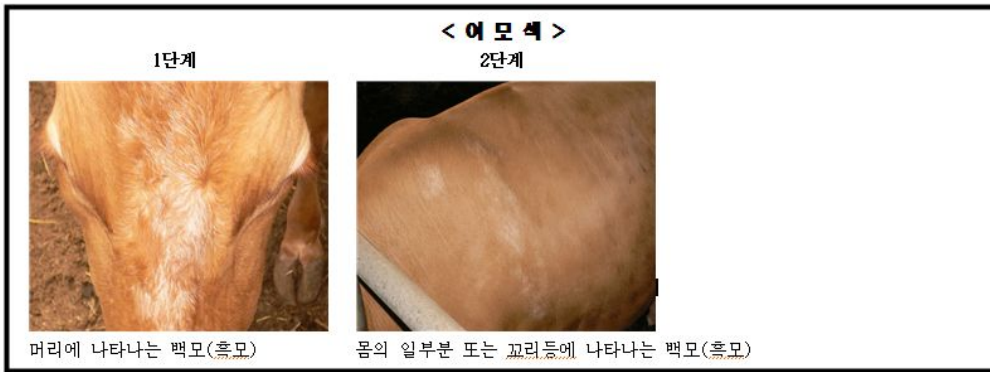 < 이 모 색 >
1단계 2단계
머리에 나타나는 백모(흑모) 몸의 일부분 또는 꼬리등에 나타나는 백모(흑모)